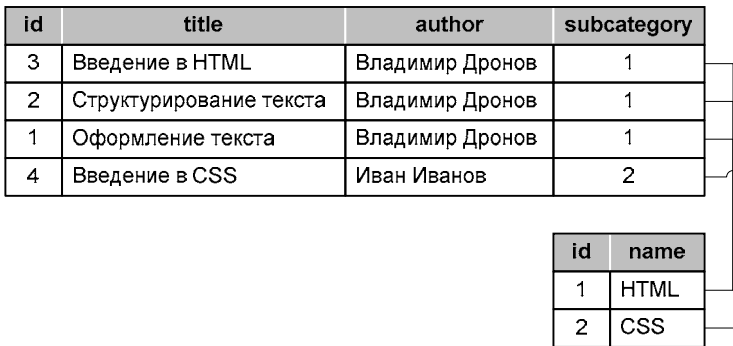 id title author subcategory
3 Введение в HTML Владимир Дронов 1
2 Структурирование текста Владимир Дронов 1
1 Оформление текста Владимир Дронов 1
4 Введение в CSS Иван Иванов 2
id name
1 HTML
2 CSS